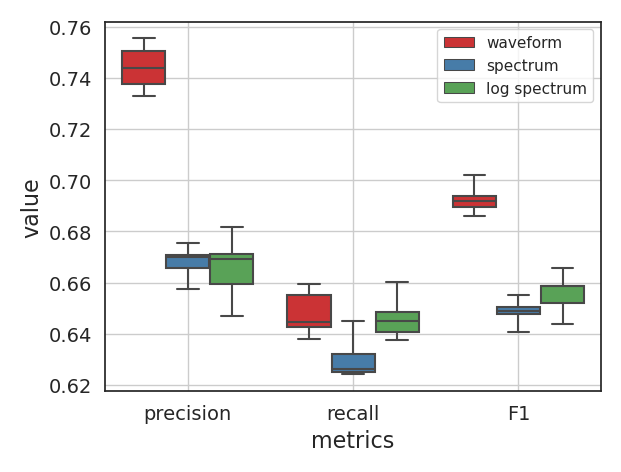 0.76
0.74
0.72
0.70
0.68
0.66
0.64
0.62
value
waveform
spectrum
log spectrum
precision
recall
F1
metrics